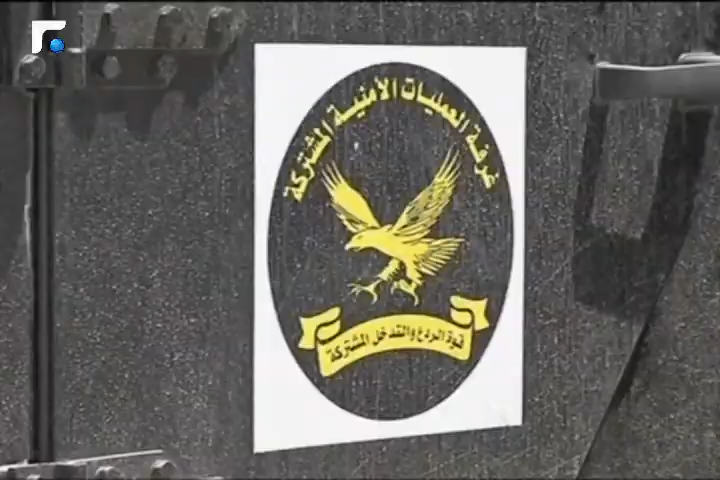 غرفة العمليات الأمنية المشتركة
قوة الردع والتدخل المشتركة